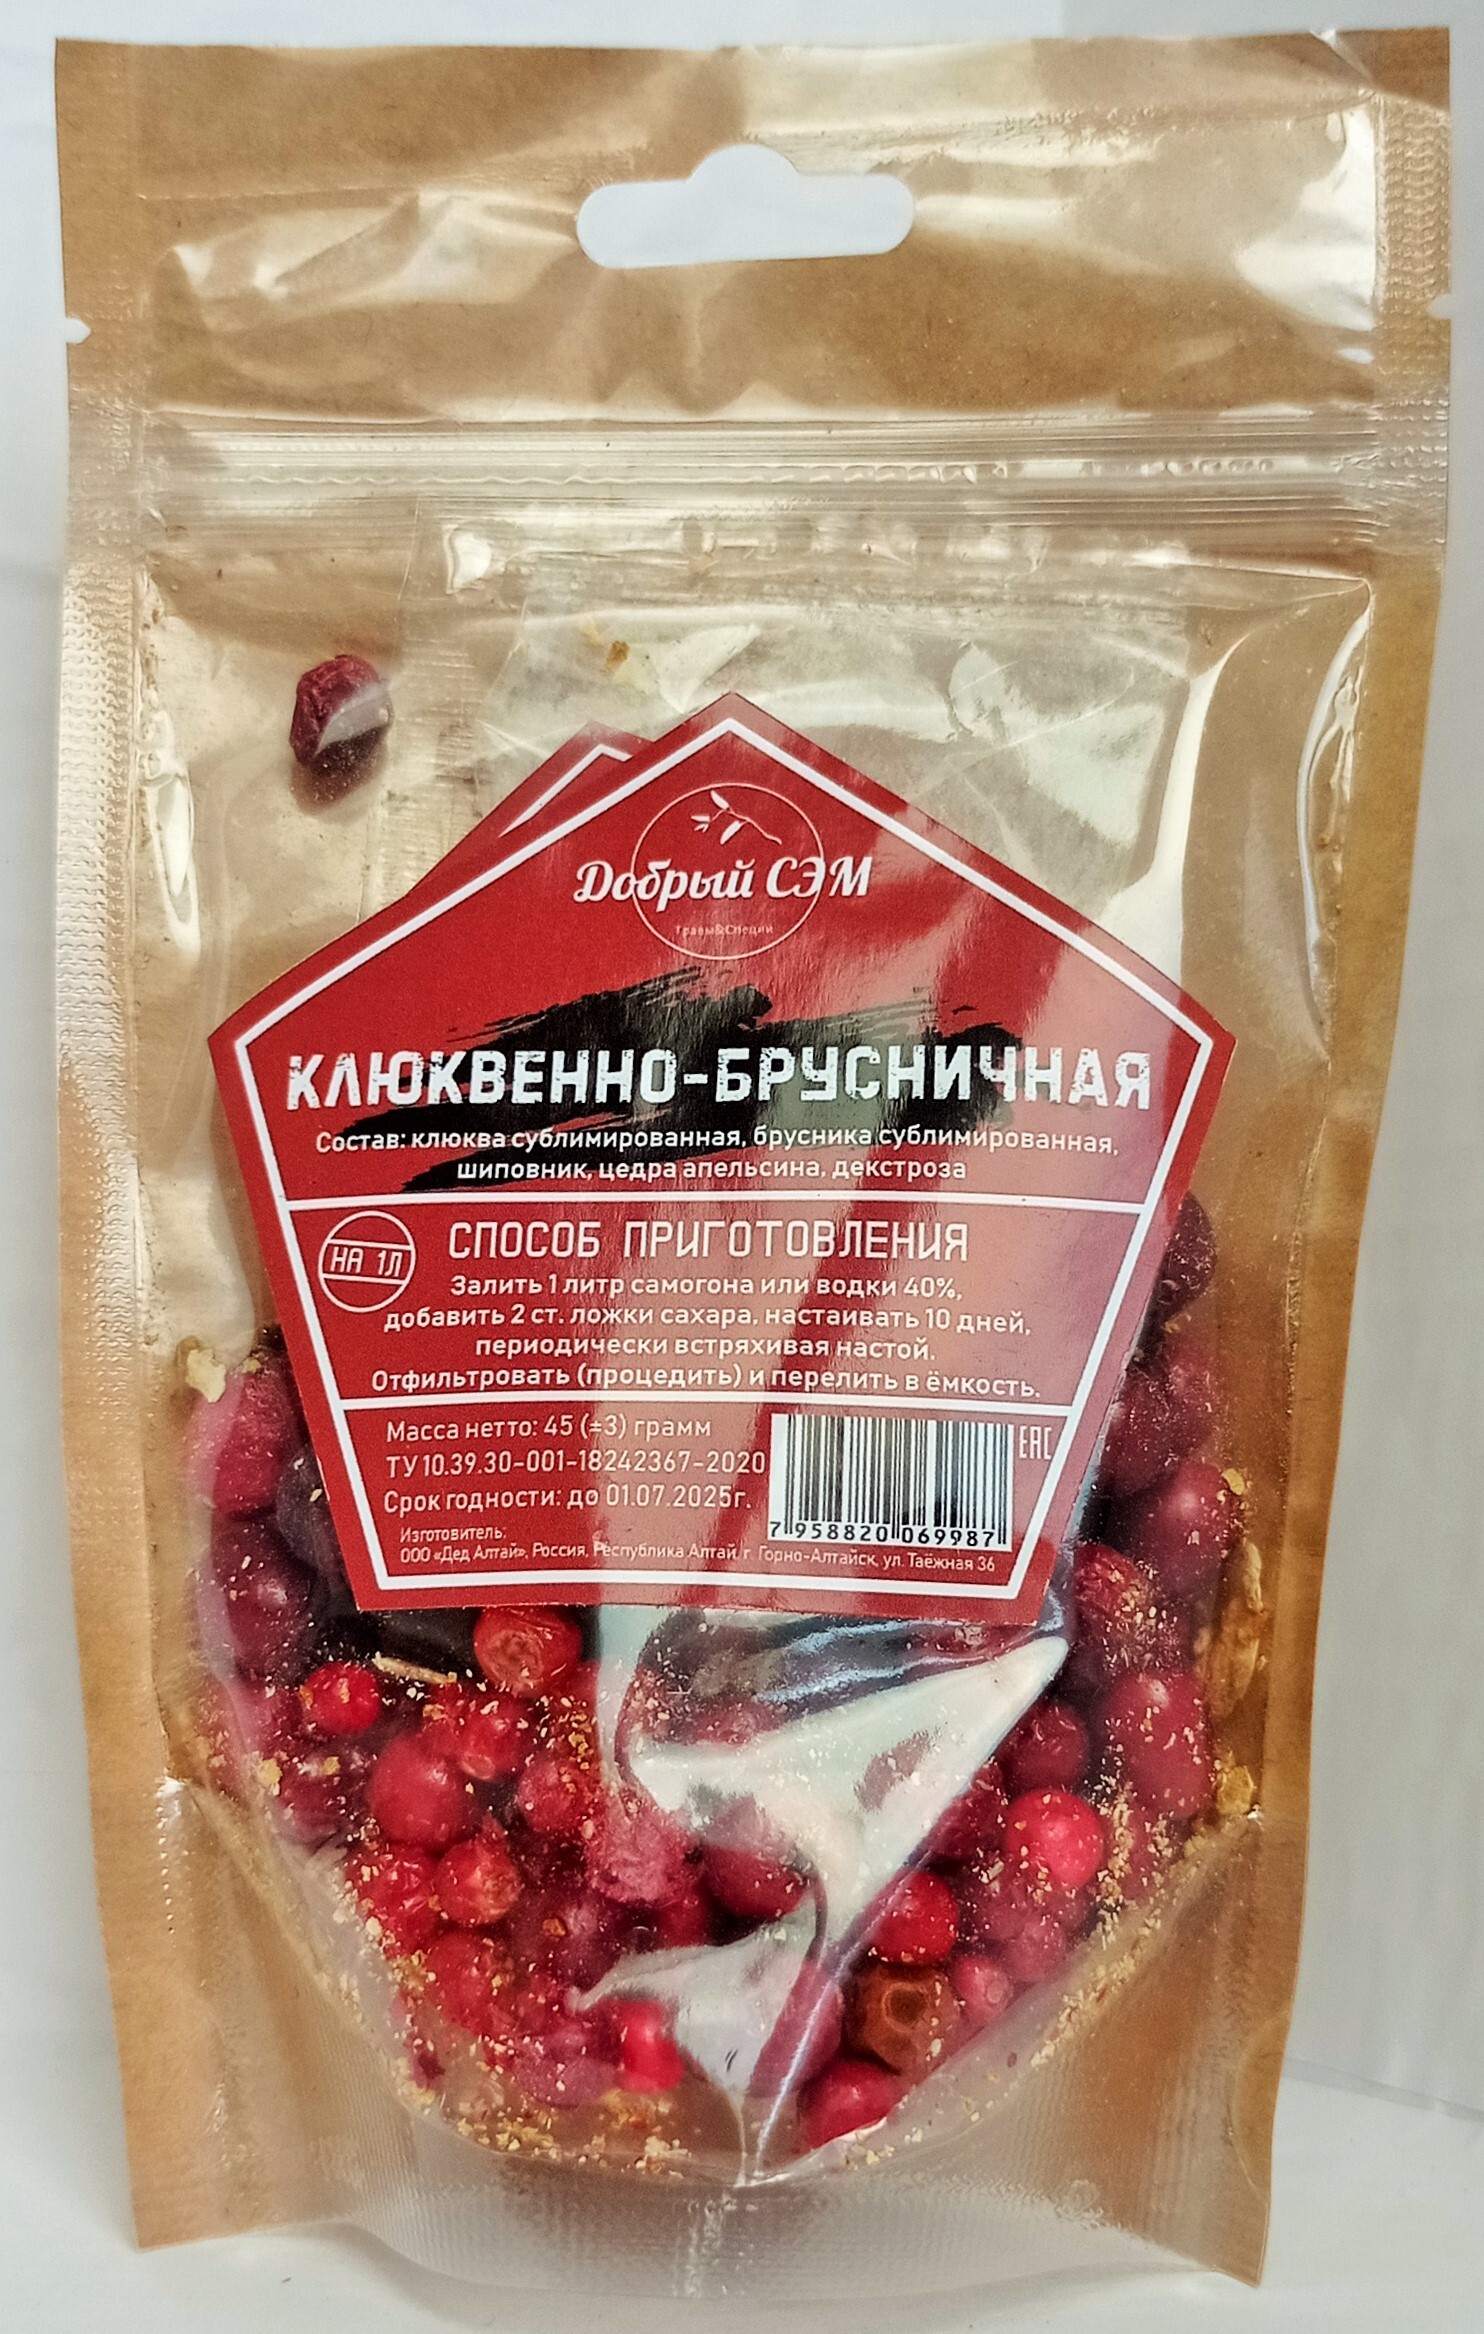 Добрый СЭМ
Травы&Специи
КЛЮКВЕННО-БРУСНИЧНАЯ
Состав: клюква сублимированная, брусника сублимированная,
шиповник, цедра апельсина, декстроза
НА 1Л
СПОСОБ ПРИГОТОВЛЕНИЯ
Залить 1 литр самогона или водки 40%,
добавить 2 ст. ложки сахара, настаивать 10 дней,
периодически встряхивая настой.
Отфильтровать (процедить) и перелить в ёмкость.
Масса нетто: 45 (±3) грамм
ТУ 10.39.30-001-18242367-2020
Срок годности: до 01.07.2025г.
EAC
7 958820 069987
Изготовитель:
ООО «Дед Алтай», Россия, Республика Алтай, г. Горно-Алтайск, ул. Таёжная 36